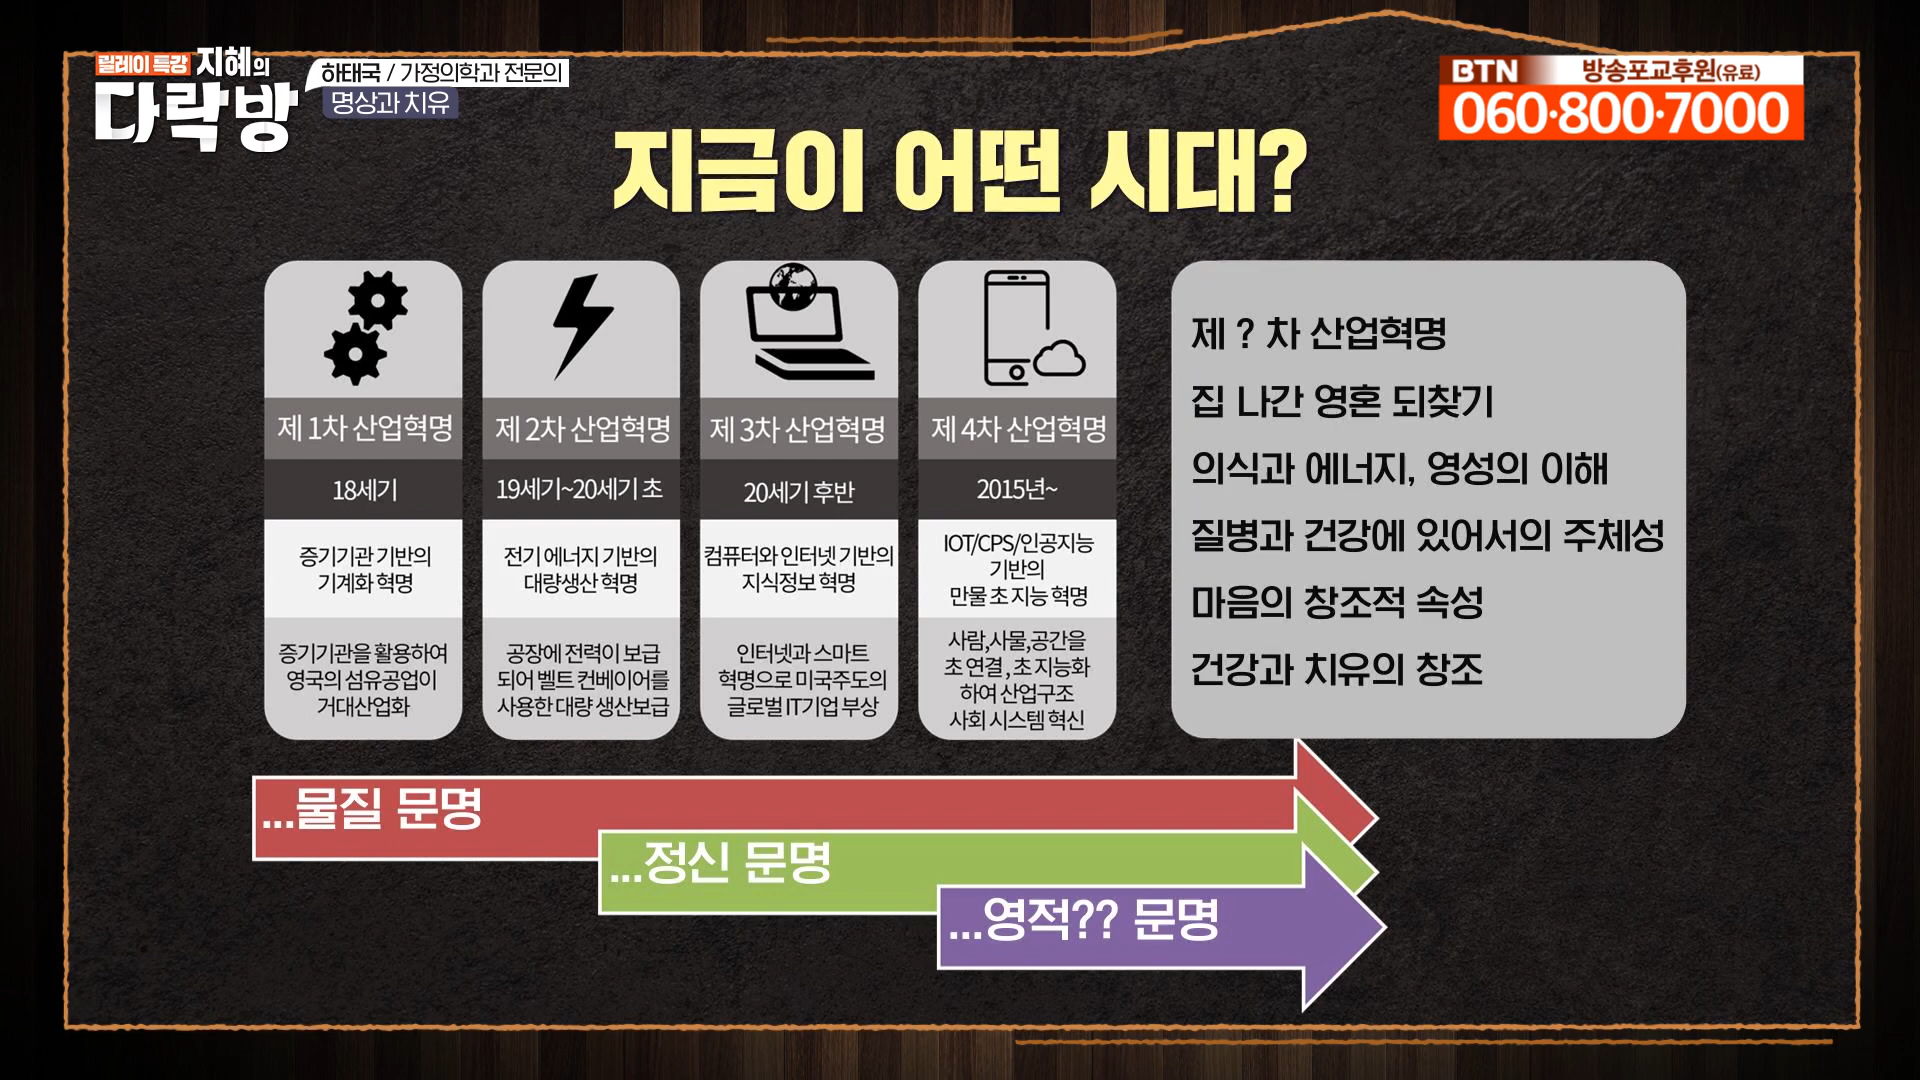 릴레이 특강 지혜의
다락방
하태국 / 가정의학과 전문의
명상과 치유
BTN 방송포교후원(유료)
060·800·7000
지금이 어떤 시대?
제 1차 산업혁명
18세기
증기기관 기반의
기계화 혁명
증기기관을 활용하여
영국의 섬유공업이
거대산업화
제 2차 산업혁명
19세기~20세기 초
전기 에너지 기반의
대량생산 혁명
공장에 전력이 보급
되어 벨트 컨베이어를
사용한 대량 생산보급
제 3차 산업혁명
20세기 후반
컴퓨터와 인터넷 기반의
지식정보 혁명
인터넷과 스마트
혁명으로 미국주도의
글로벌 IT기업 부상
제 4차 산업혁명
2015년~
IOT/CPS/인공지능
기반의
만물 초 지능 혁명
사람,사물,공간을
초 연결, 초 지능화
하여 산업구조
사회 시스템 혁신
제 ? 차 산업혁명
집 나간 영혼 되찾기
의식과 에너지, 영성의 이해
질병과 건강에 있어서의 주체성
마음의 창조적 속성
건강과 치유의 창조
...물질 문명
...정신 문명
...영적?? 문명